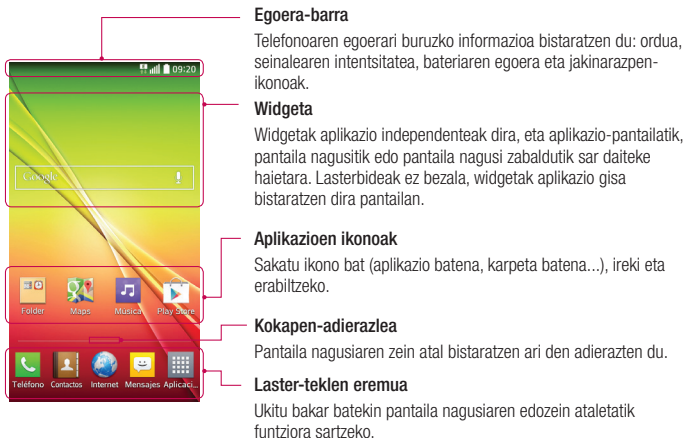 Egoera-barra
Telefonoaren egoerari buruzko informazioa bistaratzen du: ordua,
seinalearen intentsitatea, bateriaren egoera eta jakinarazpen-
ikonoak.
Widgeta
Widgetak aplikazio independenteak dira, eta aplikazio-pantailatik,
pantaila nagusitik edo pantaila nagusi zabaldutik sar daiteke
haietara. Lasterbideak ez bezala, widgetak aplikazio gisa
bistaratzen dira pantailan.
Aplikazioen ikonoak
Sakatu ikono bat (aplikazio batena, karpeta batena...), ireki eta
erabiltzeko.
Kokapen-adierazlea
Pantaila nagusiaren zein atal bistaratzen ari den adierazten du.
Laster-teklen eremua
Ukitu bakar batekin pantaila nagusiaren edozein ataletatik
funtziora sartzeko.
09:20
Google
Folder Maps Música Play Store
Teléfono Contactos Internet Mensajes Aplicaci...